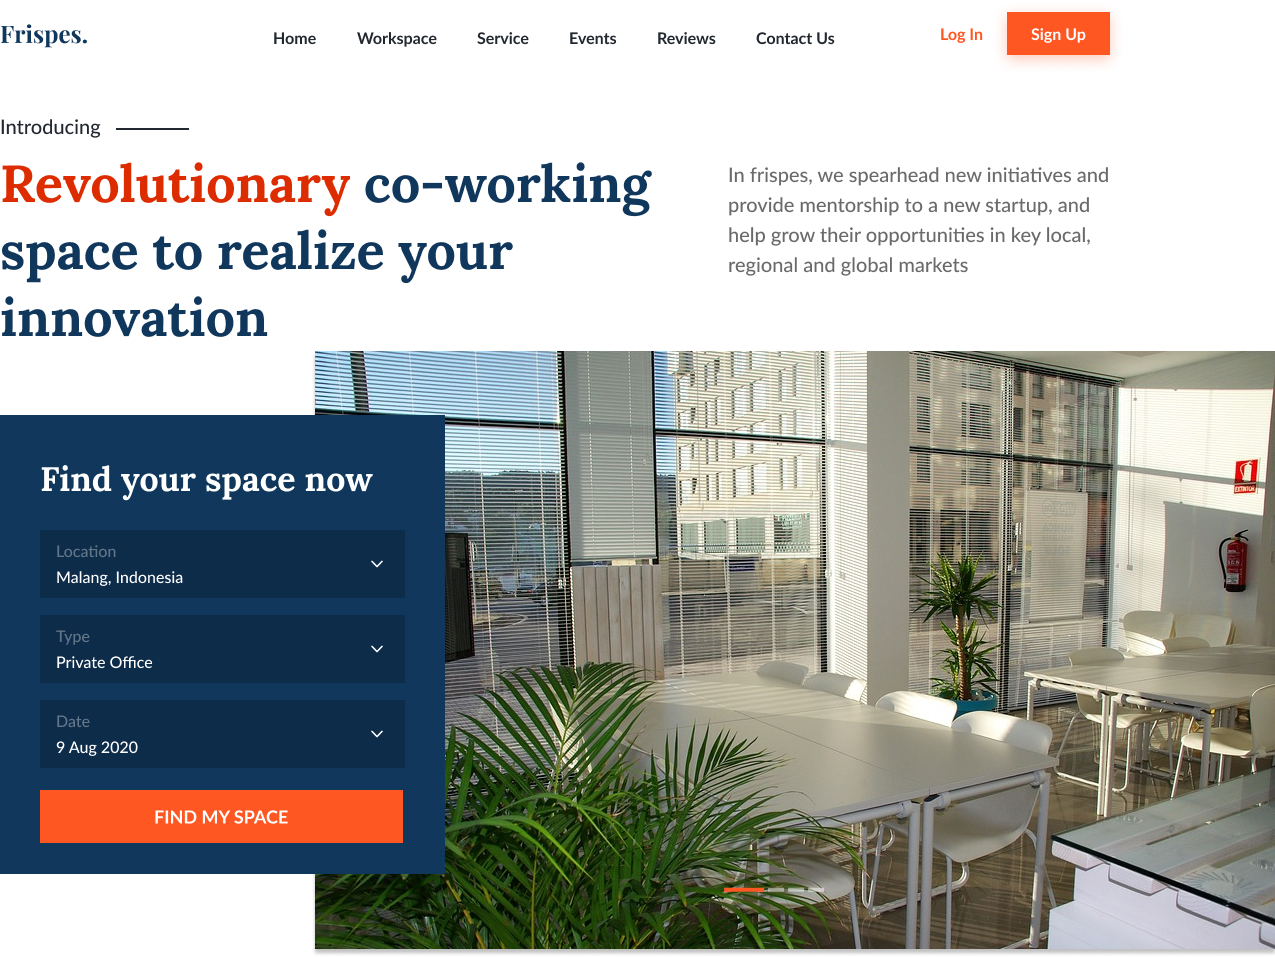 Frispes.
Home Workspace Service Events Reviews Contact Us Log In Sign Up
Introducing
Revolutionary co-working
space to realize your
innovation
In frispes, we spearhead new initiatives and
provide mentorship to a new startup, and
help grow their opportunities in key local,
regional and global markets
Find your space now
Location
Malang, Indonesia
Type
Private Office
Date
9 Aug 2020
FIND MY SPACE
EXTINTOR